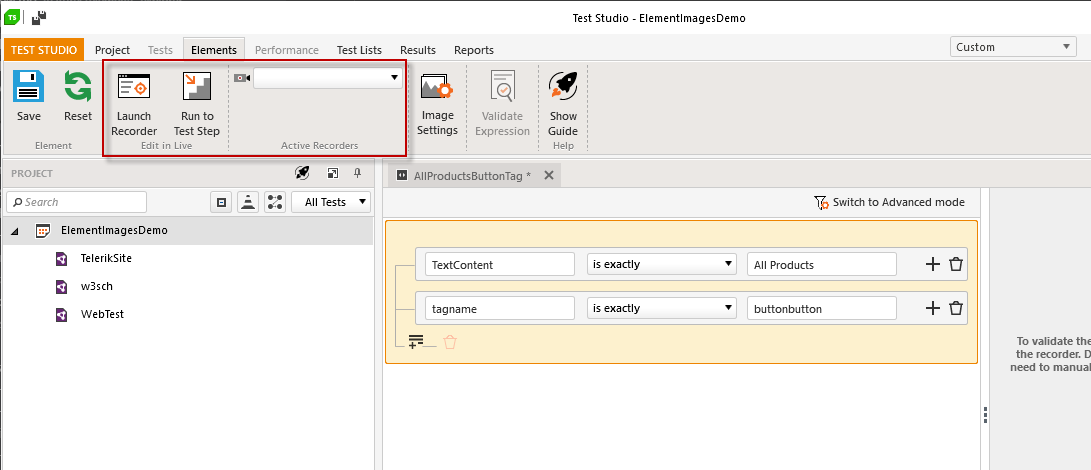 TS
Test Studio - ElementImagesDemo
TEST STUDIO Project Tests Elements Performance Test Lists Results Reports Custom
Save
Reset
Element
Launch
Recorder
Run to
Test Step
Edit in Live
Active Recorders
Image
Settings
Validate
Expression
Show
Guide
Help
PROJECT
Search
All Tests
ElementImagesDemo
TelerikSite
w3sch
WebTest
AllProductsButtonTag *
Switch to Advanced mode
TextContent is exactly All Products
tagname is exactly buttonbutton
To validate the
the recorder. D
need to manual